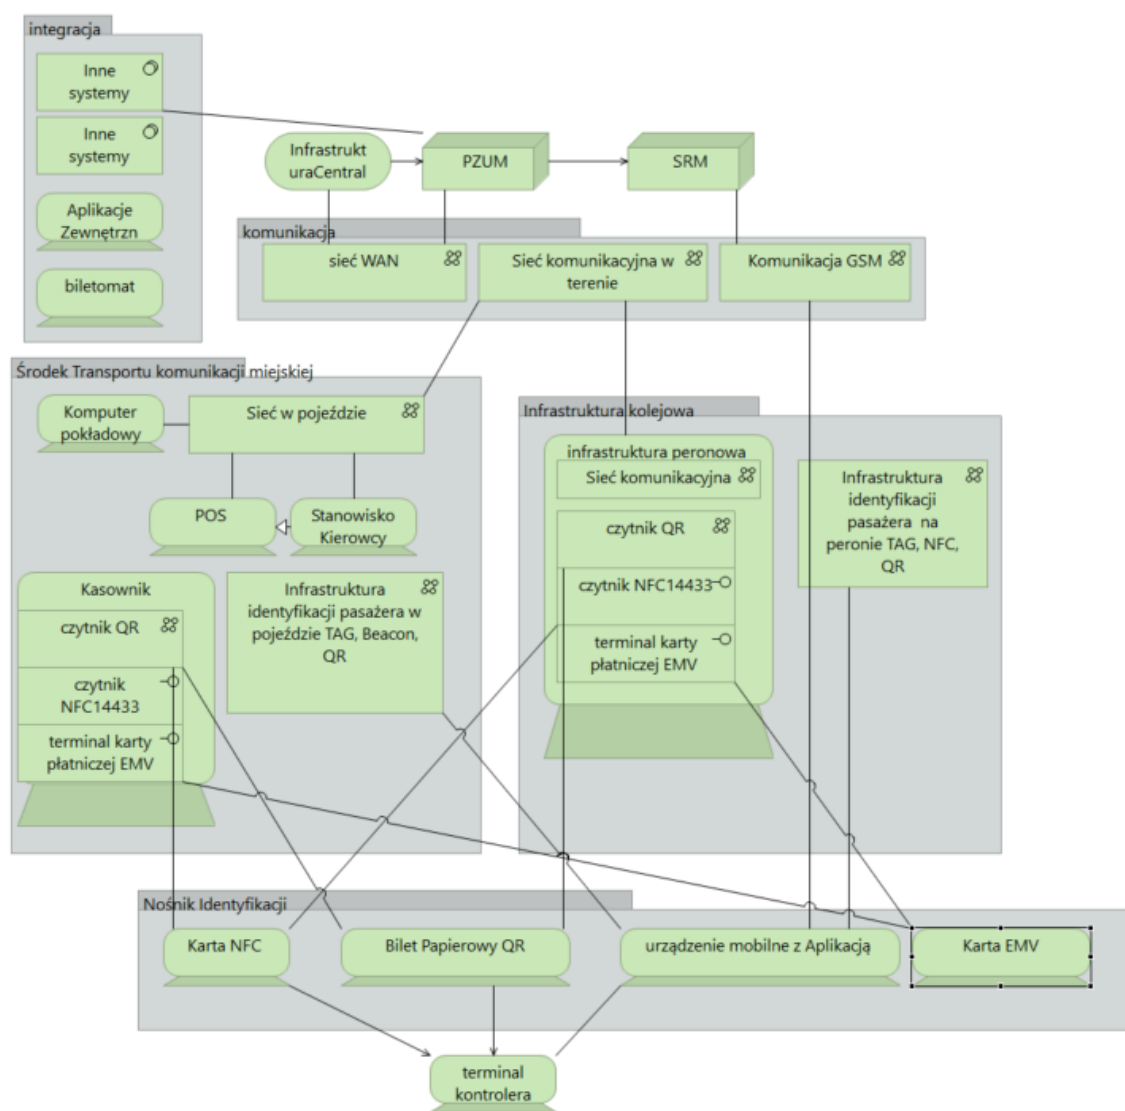 integracja
Inne
systemy
Inne
systemy
Aplikacje
Zewnętrzn
biletomat
Infrastrukt
uraCentral
PZUM
SRM
komunikacja
sieć WAN
Sieć komunikacyjna w
terenie
Komunikacja GSM
Środek Transportu komunikacji miejskiej
Komputer
pokładowy
Sieć w pojeździe
POS
Stanowisko
Kierowcy
Kasownik
czytnik QR
czytnik
NFC14433
terminal karty
płatniczej EMV
Infrastruktura
identyfikacji pasażera w
pojeździe TAG, Beacon,
QR
Infrastruktura kolejowa
infrastruktura peronowa
Sieć komunikacyjna
czytnik QR
czytnik NFC14433
terminal karty
płatniczej EMV
Infrastruktura
identyfikacji
pasażera na
peronie TAG, NFC,
QR
Nośnik Identyfikacji
Karta NFC
Bilet Papierowy QR
urządzenie mobilne z Aplikacją
Karta EMV
terminal
kontrolera